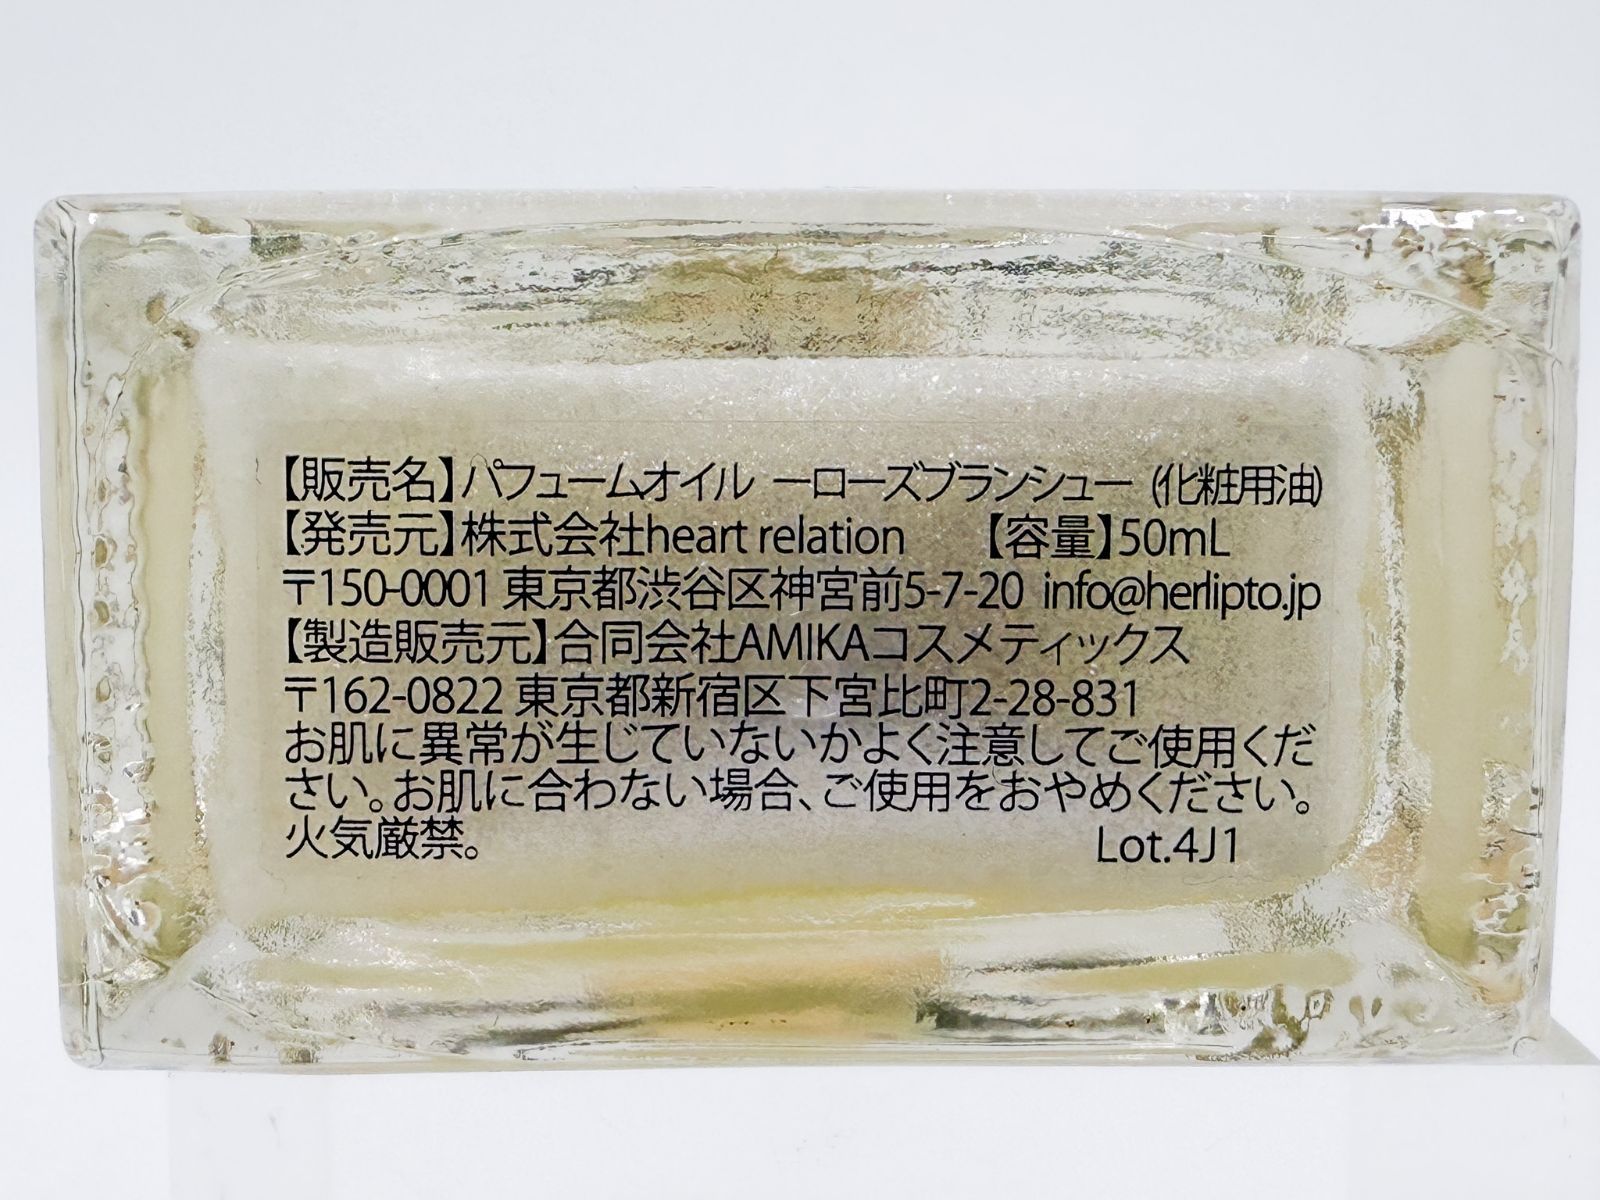 【販売名】パフュームオイル ーローズブランシュー (化粧用油)
【発売元】株式会社heart relation 【容量】50mL
〒150-0001 東京都渋谷区神宮前5-7-20 info@herlipto.jp
【製造販売元】合同会社AMIKAコスメティックス
〒162-0822 東京都新宿区下宮比町2-28-831
お肌に異常が生じていないかよく注意してご使用くだ
さい。お肌に合わない場合、ご使用をおやめください。
火気厳禁。 Lot.4J1